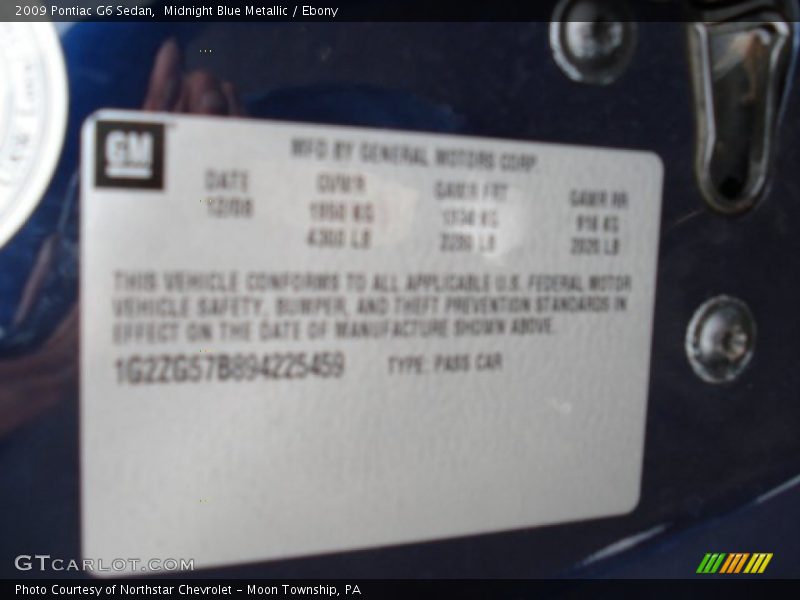 2009 Pontiac G6 Sedan, Midnight Blue Metallic / Ebony
GM
MFD BY GENERAL MOTORS CORP.
DATE GVWR GAWR FRT GAWR RR
12/08 1950 KG KG 918 KG
4300 LB LB LB
THIS VEHICLE CONFORMS TO ALL APPLICABLE U.S. FEDERAL MOTOR
VEHICLE SAFETY, BUMPER, AND THEFT PREVENTION STANDARDS IN
EFFECT ON THE DATE OF MANUFACTURE SHOWN ABOVE.
1G2ZG57B894225459 TYPE: PASS CAR
GTCARLOT.COM
Photo Courtesy of Northstar Chevrolet - Moon Township, PA